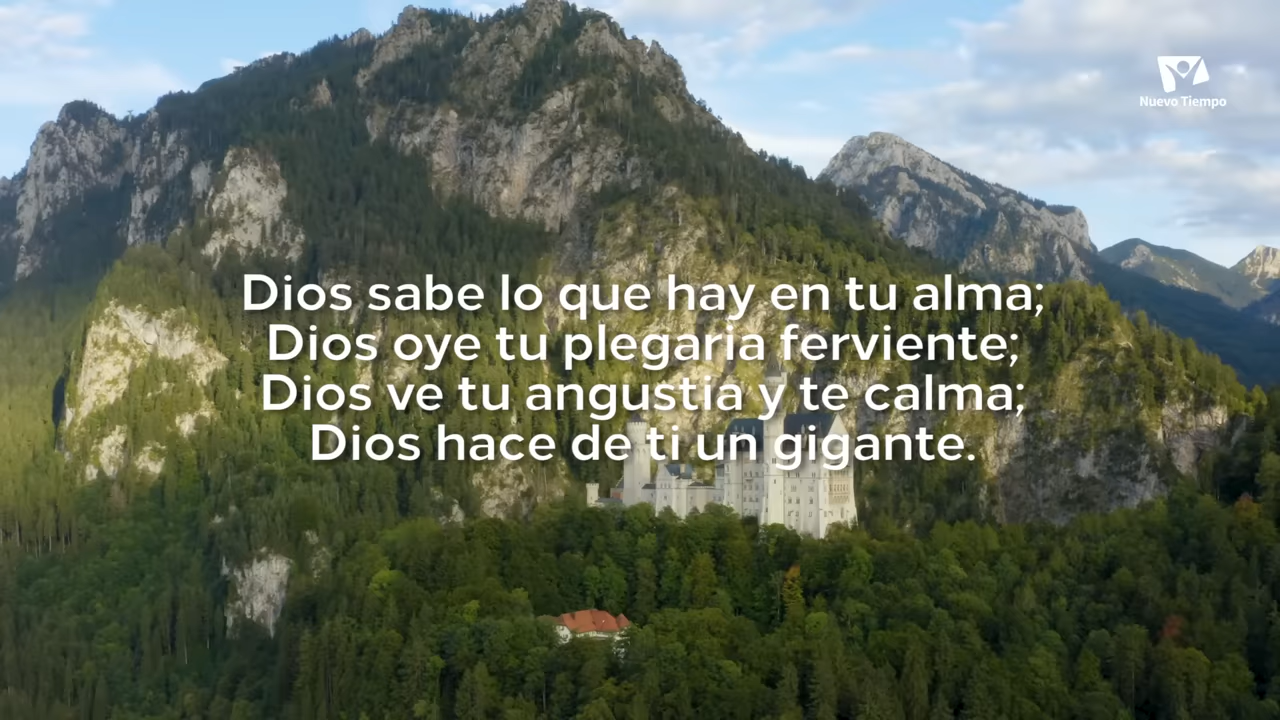 Nuevo Tiempo
Dios sabe lo que hay en tu alma;
Dios oye tu plegaria ferviente;
Dios ve tu angustia y te calma;
Dios hace de ti un gigante.